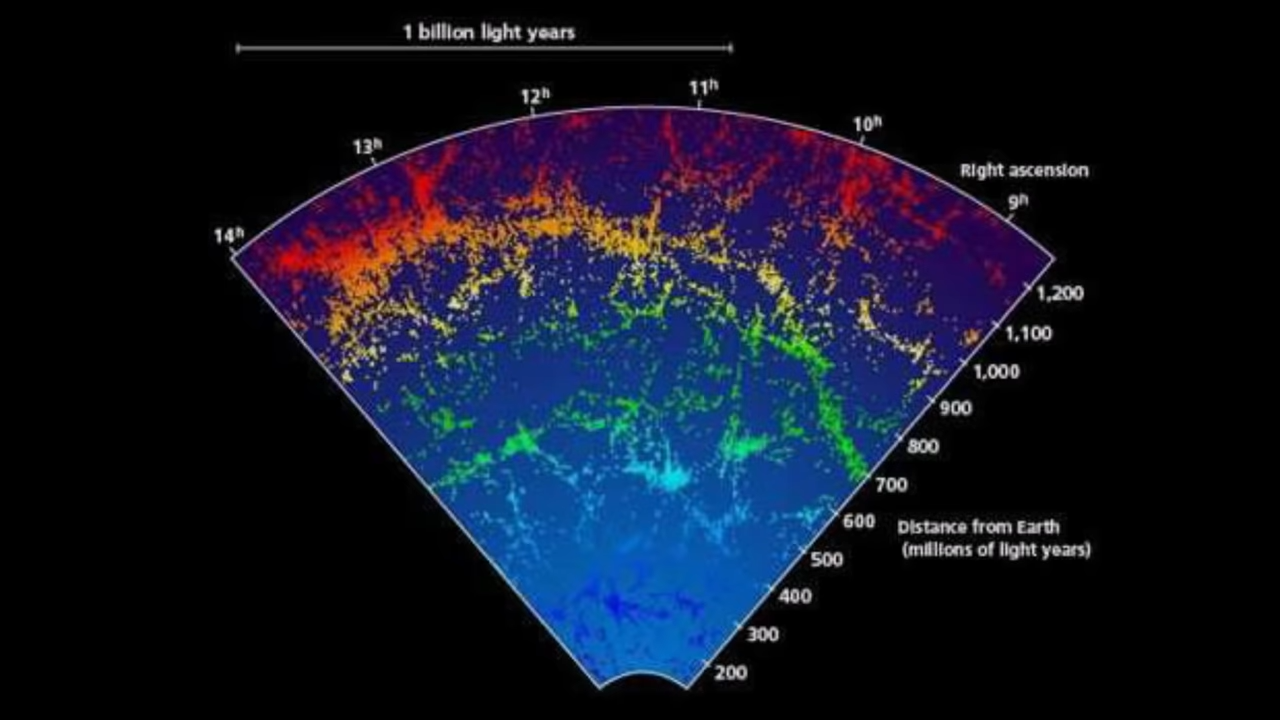 1 billion light years
11ʰ
12ʰ
10ʰ
13ʰ
Right ascension
9ʰ
14ʰ
1,200
1,100
1,000
900
800
700
600
Distance from Earth
(millions of light years)
500
400
300
200